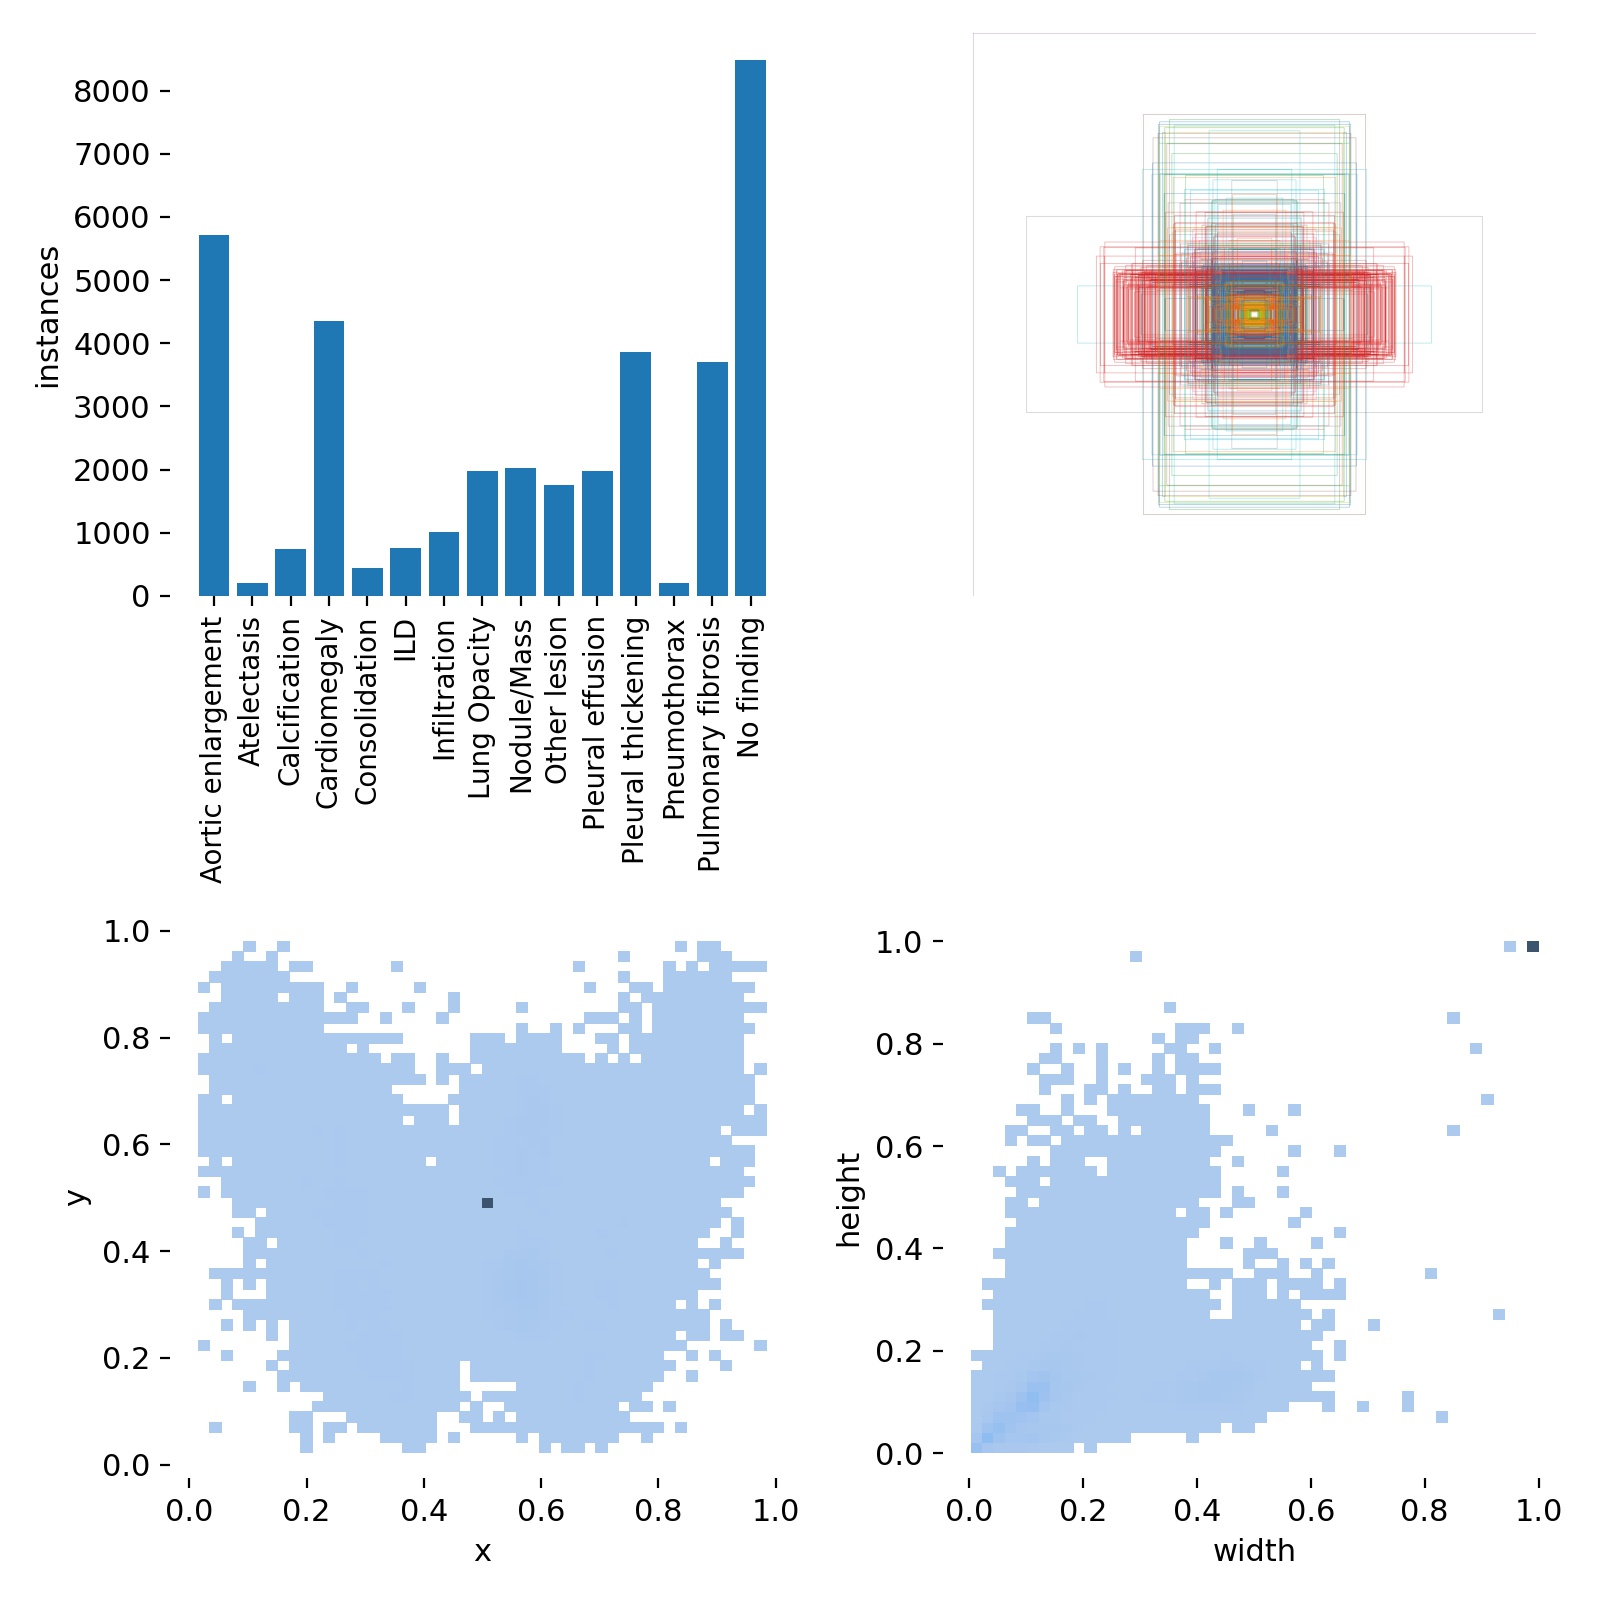 8000
7000
6000
5000
4000
3000
2000
1000
0
instances
Aortic enlargement
Atelectasis
Calcification
Cardiomegaly
Consolidation
ILD
Infiltration
Lung Opacity
Nodule/Mass
Other lesion
Pleural effusion
Pleural thickening
Pneumothorax
Pulmonary fibrosis
No finding
1.0
0.8
0.6
0.4
0.2
0.0
y
0.0 0.2 0.4 0.6 0.8 1.0
x
1.0
0.8
0.6
0.4
0.2
0.0
height
0.0 0.2 0.4 0.6 0.8 1.0
width